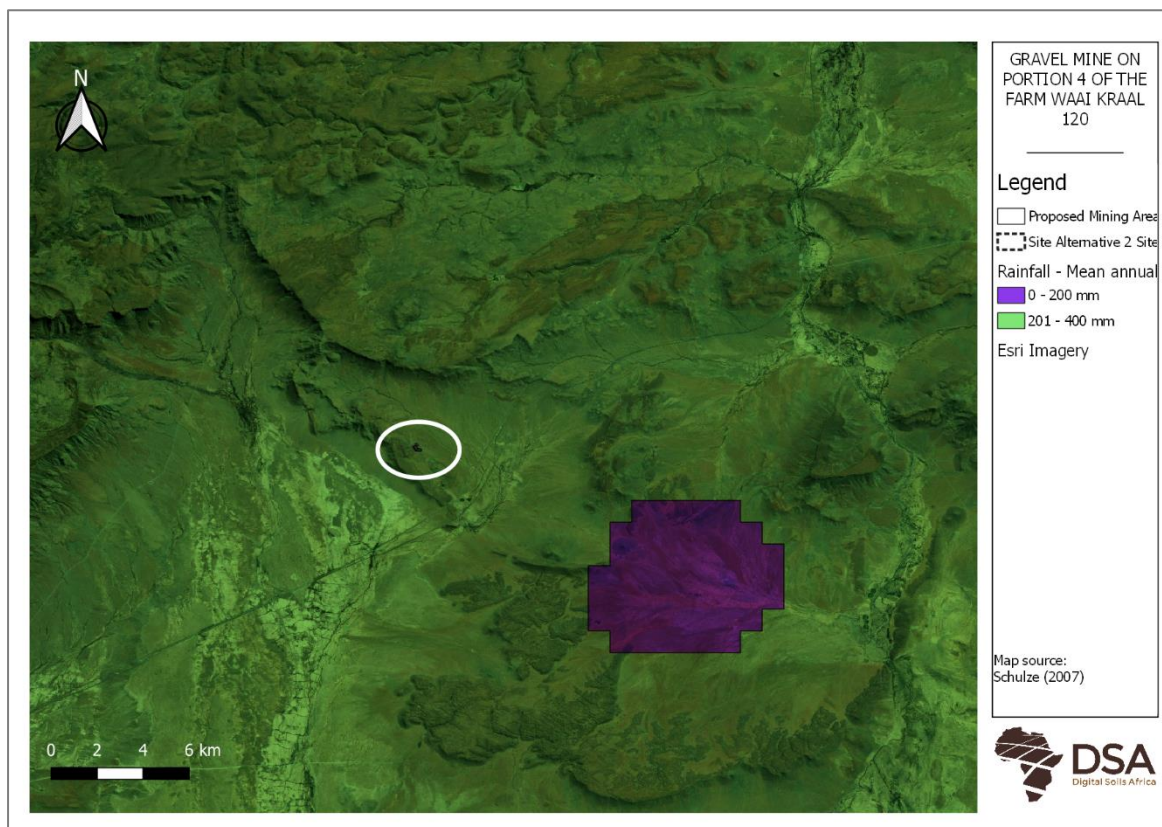 N
0 2 4 6 km
GRAVEL MINE ON
PORTION 4 OF THE
FARM WAAI KRAAL
120
Legend
Proposed Mining Area
Site Alternative 2 Site
Rainfall - Mean annual
0 - 200 mm
201 - 400 mm
Esri Imagery
Map source:
Schulze (2007)
DSA
Digital Soils Africa